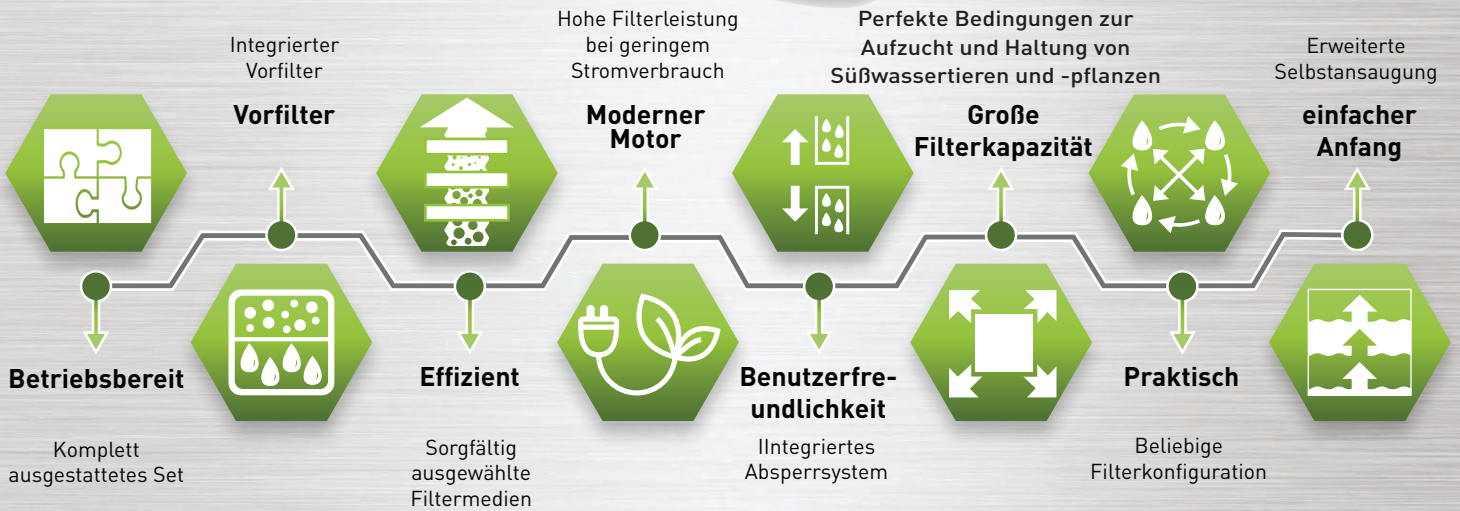 Integrierter
Vorfilter
Vorfilter
Hohe Filterleistung
bei geringem
Stromverbrauch
Moderner
Motor
Perfekte Bedingungen zur
Aufzucht und Haltung von
Süßwassertieren und -pflanzen
Große
Filterkapazität
Erweiterte
Selbstansaugung
einfacher
Anfang
Betriebsbereit
Komplett
ausgestattetes Set
Effizient
Sorgfältig
ausgewählte
Filtermedien
Benutzerfre-
undlichkeit
IIntegriertes
Absperrsystem
Praktisch
Beliebige
Filterkonfiguration